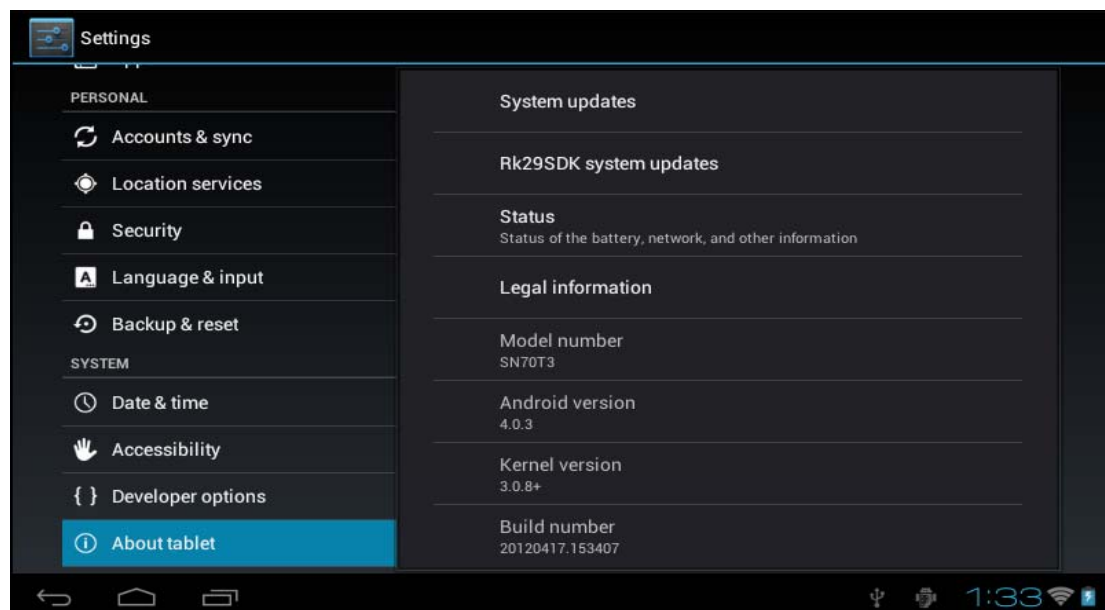 Settings
PERSONAL
Accounts & sync
Location services
Security
Language & input
Backup & reset
SYSTEM
Date & time
Accessibility
{ } Developer options
About tablet
System updates
Rk29SDK system updates
Status
Status of the battery, network, and other information
Legal information
Model number
SN70T3
Android version
4.0.3
Kernel version
3.0.8+
Build number
20120417.153407
1:33